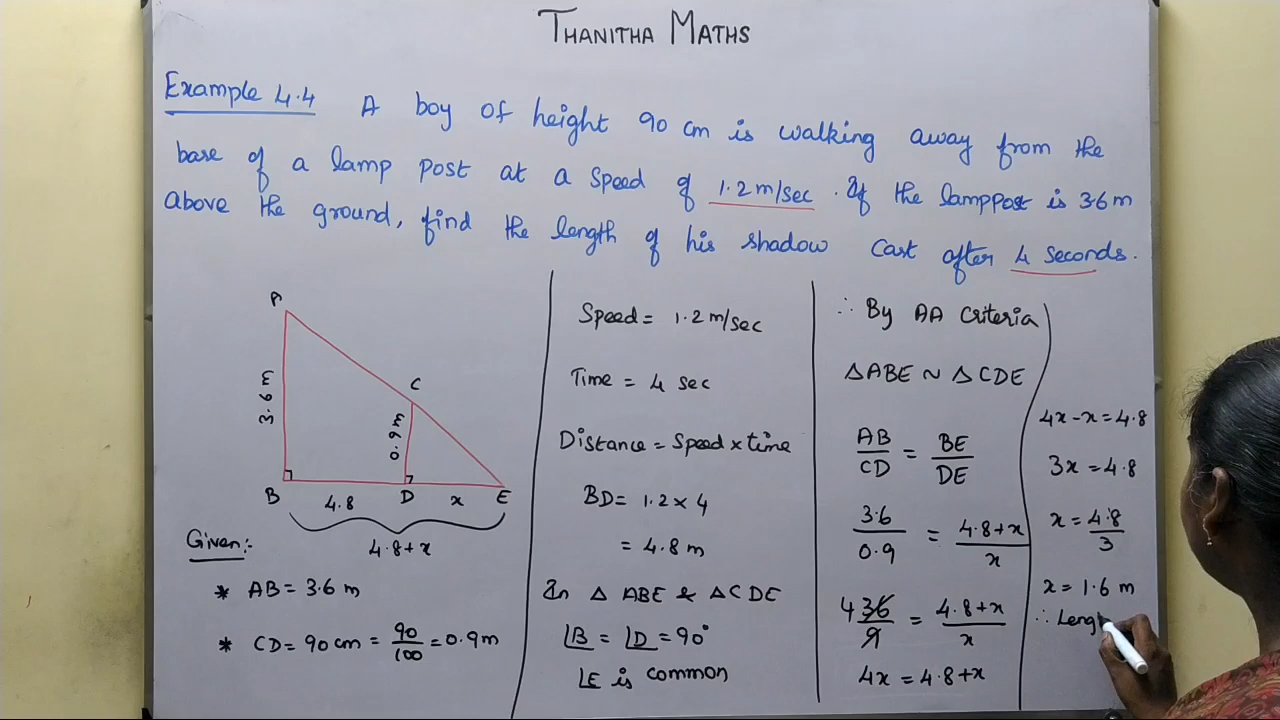 THANITHA MATHS
Example 4.4 A boy of height 90 cm is walking away from the
base of a lamp post at a speed of 1.2 m/sec. If the lamppost is 3.6 m
above the ground, find the length of his shadow cast after 4 seconds.
A
C
3.6 m
0.9 m
B
D
E
4.8
x
4.8+x
Given:-
* AB = 3.6 m
* CD = 90 cm = 90/100 = 0.9 m
Speed = 1.2 m/sec
Time = 4 sec
Distance = Speed × time
BD = 1.2 × 4
= 4.8 m
In △ ABE & △CDE
∠B = ∠D = 90°
∠E is common
∴ By AA Criteria
△ABE ~ △CDE
AB/CD = BE/DE
3.6/0.9 = 4.8+x/x
4 36/9 = 4.8+x/x
4x = 4.8+x
4x-x = 4.8
3x = 4.8
x = 4.8/3
x = 1.6 m
∴ Leng